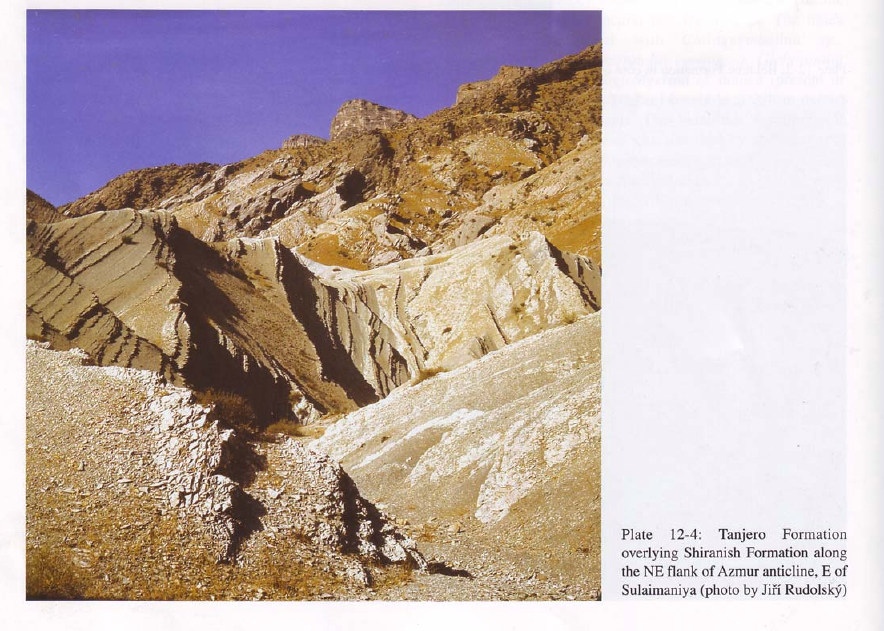 Plate 12-4: Tanjero Formation
overlying Shiranish Formation along
the NE flank of Azmur anticline, E of
Sulaimaniya (photo by Jiří Rudolský)